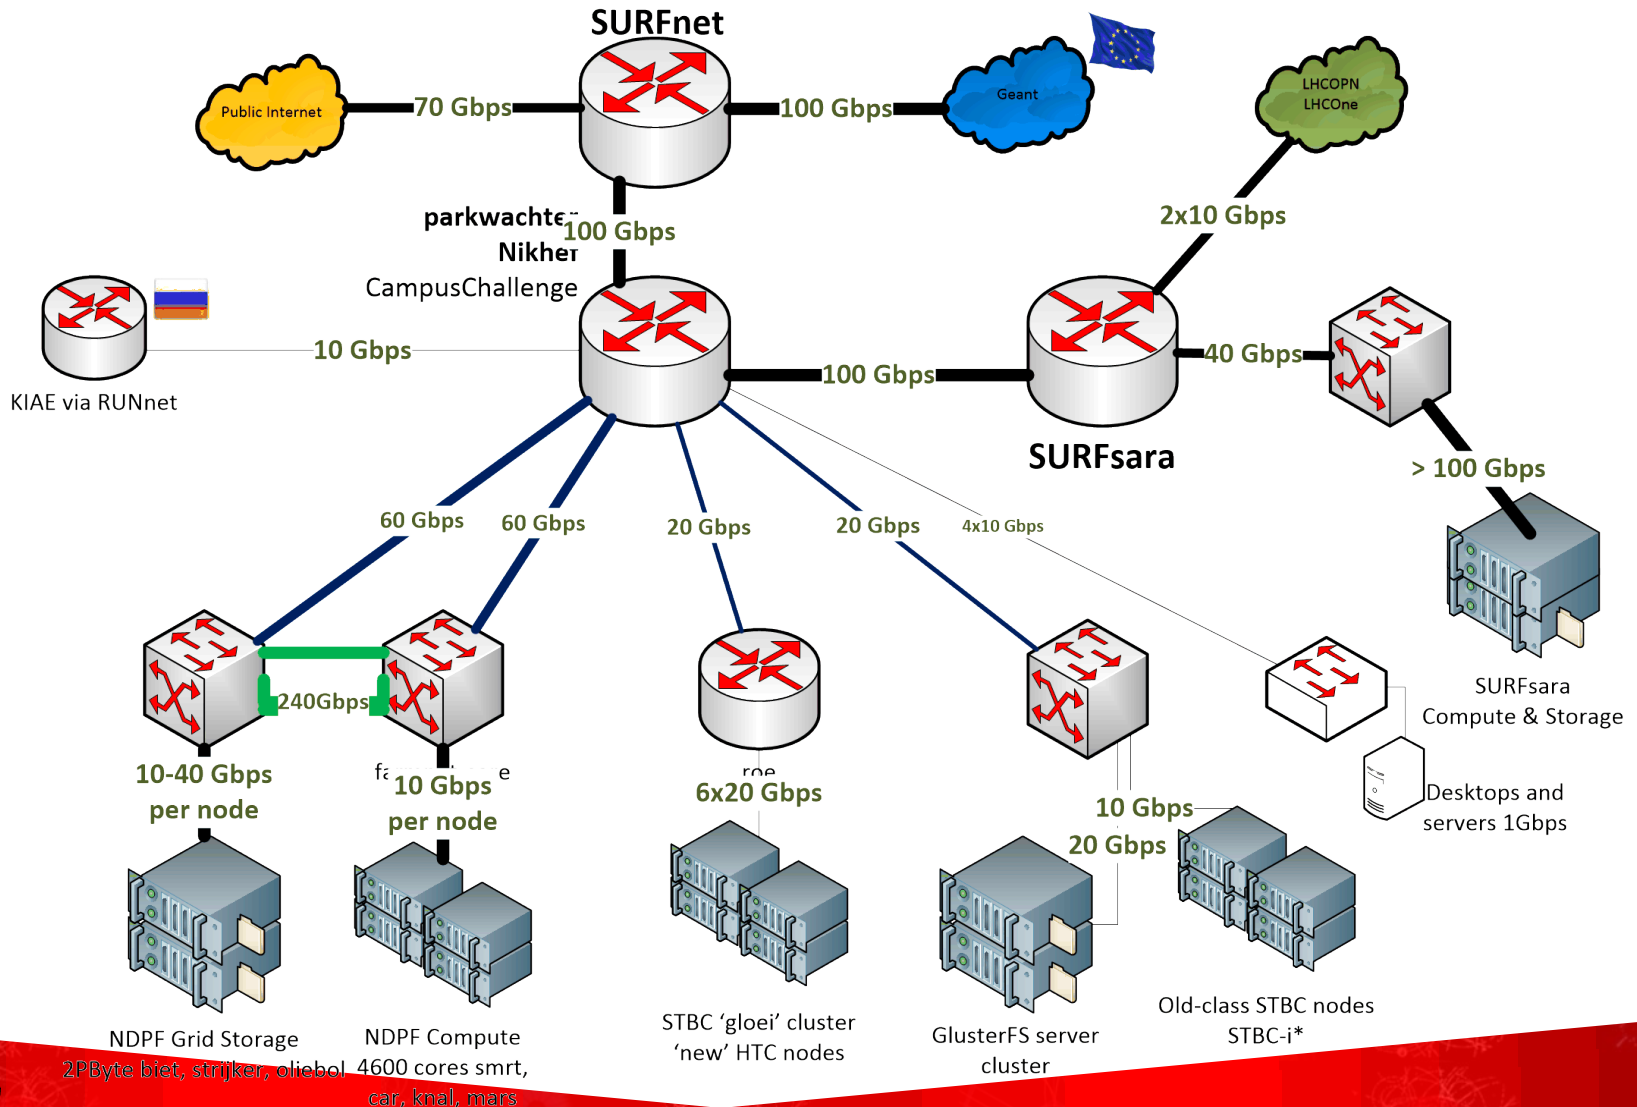 SURFnet
Public Internet
70 Gbps
100 Gbps
Geant
LHCOPN
LHCOne
2x10 Gbps
parkwachter
Nikhef
CampusChallenge
100 Gbps
KIAE via RUNnet
10 Gbps
100 Gbps
40 Gbps
SURFsara
> 100 Gbps
60 Gbps
60 Gbps
20 Gbps
20 Gbps
4x10 Gbps
SURFsara
Compute & Storage
240Gbps
10-40 Gbps
per node
10 Gbps
per node
roe
6x20 Gbps
10 Gbps
20 Gbps
Desktops and
servers 1Gbps
NDPF Grid Storage
2PByte biet, strijker, oliebol
NDPF Compute
4600 cores smrt,
car, knal, mars
STBC ‘gloei’ cluster
‘new’ HTC nodes
GlusterFS server
cluster
Old-class STBC nodes
STBC-i*